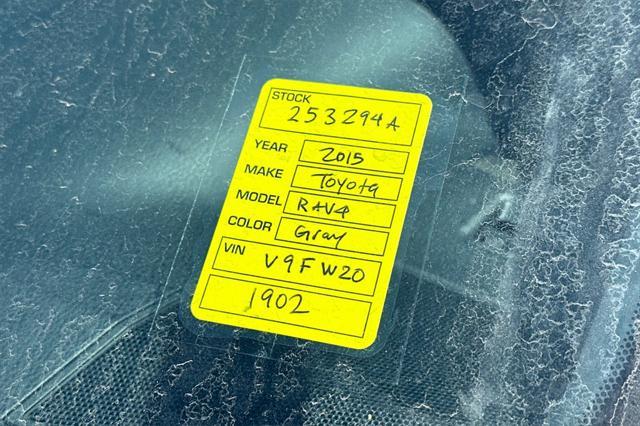 STOCK
253294A
YEAR 2015
MAKE Toyota
MODEL RAV4
COLOR Gray
VIN V9FW20
1902